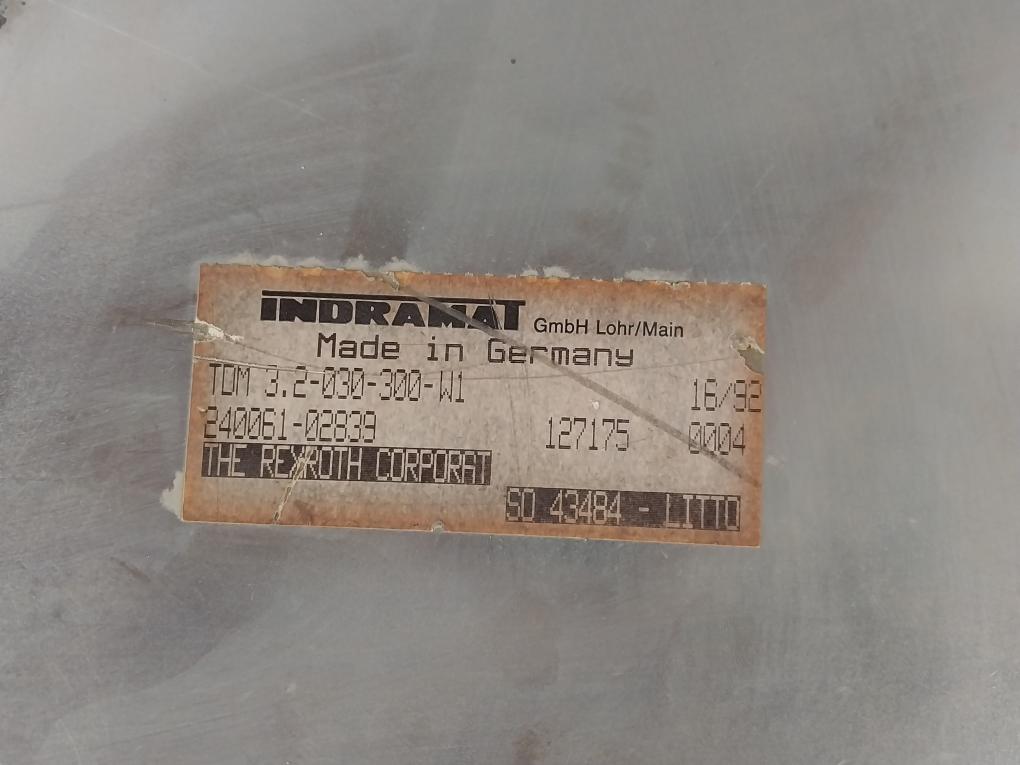 INDRAMAT GmbH Lohr/Main
Made in Germany
TDM 3.2-030-300-W1 16/92
240061-02839 127175 0004
THE REXROTH CORPORAT
SO 43484 - LITTO